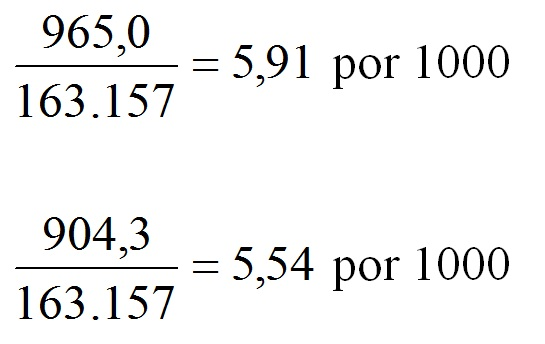 965,0
163.157 = 5,91 por 1000
904,3
163.157 = 5,54 por 1000